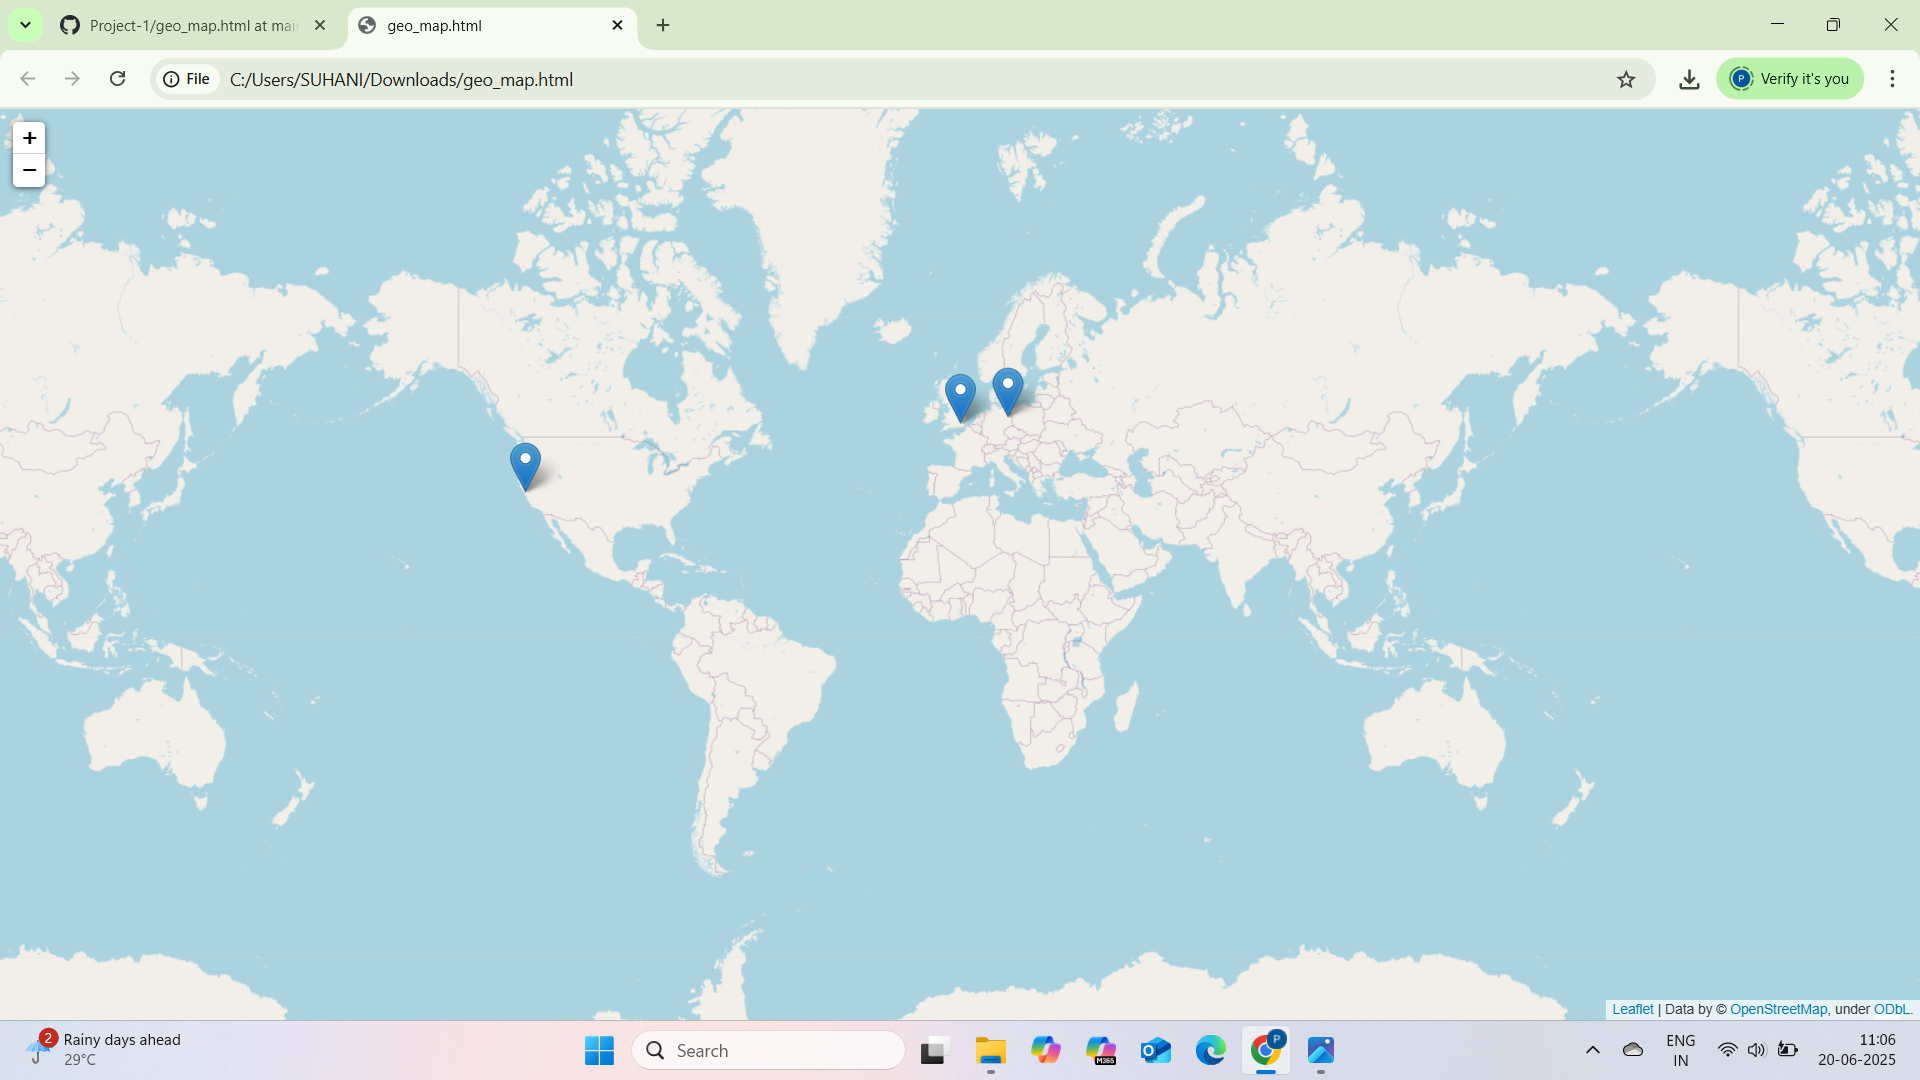 Project-1/geo_map.html at mai
geo_map.html
File
C:/Users/SUHANI/Downloads/geo_map.html
P
Verify it's you
+
−
Leaflet | Data by © OpenStreetMap, under ODbL.
2
Rainy days ahead
29°C
Search
M365
P
ENG
IN
11:06
20-06-2025